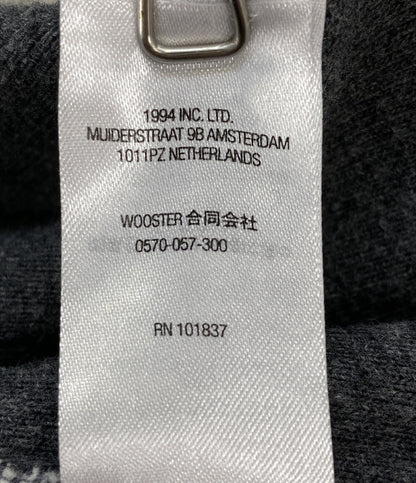 1994 INC. LTD.
MUIDERSTRAAT 9B AMSTERDAM
1011PZ NETHERLANDS
WOOSTER 合同会社
0570-057-300
RN 101837